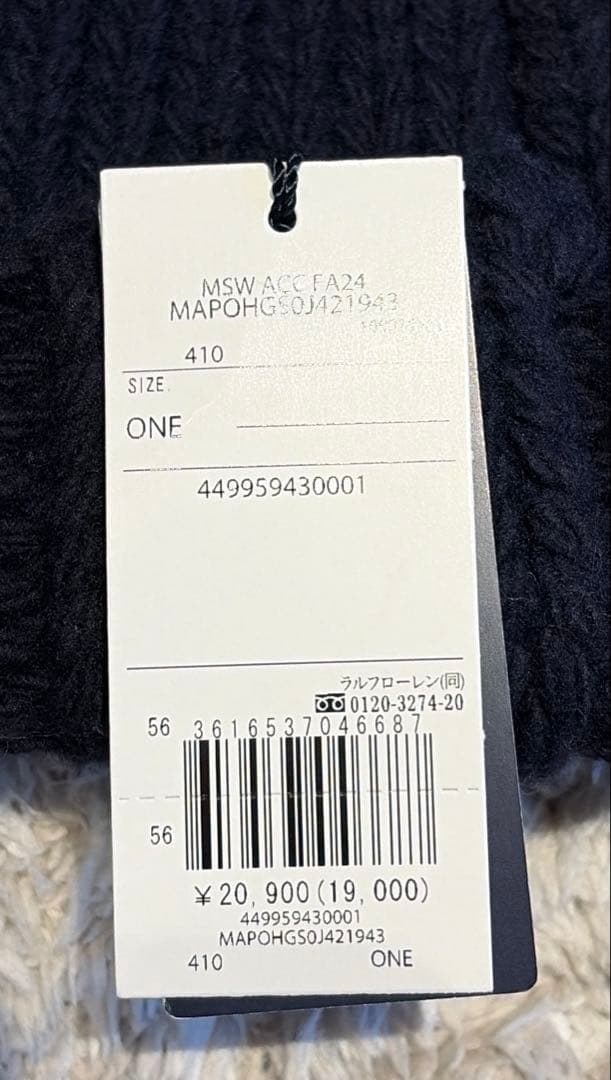 MSW ACC FA24
MAPOHGS0J421943
410
SIZE.
ONE
449959430001
ラルフローレン(同)
0120-3274-20
56 3616537046687
56
¥20,900(19,000)
449959430001
MAPOHGS0J421943
410 ONE